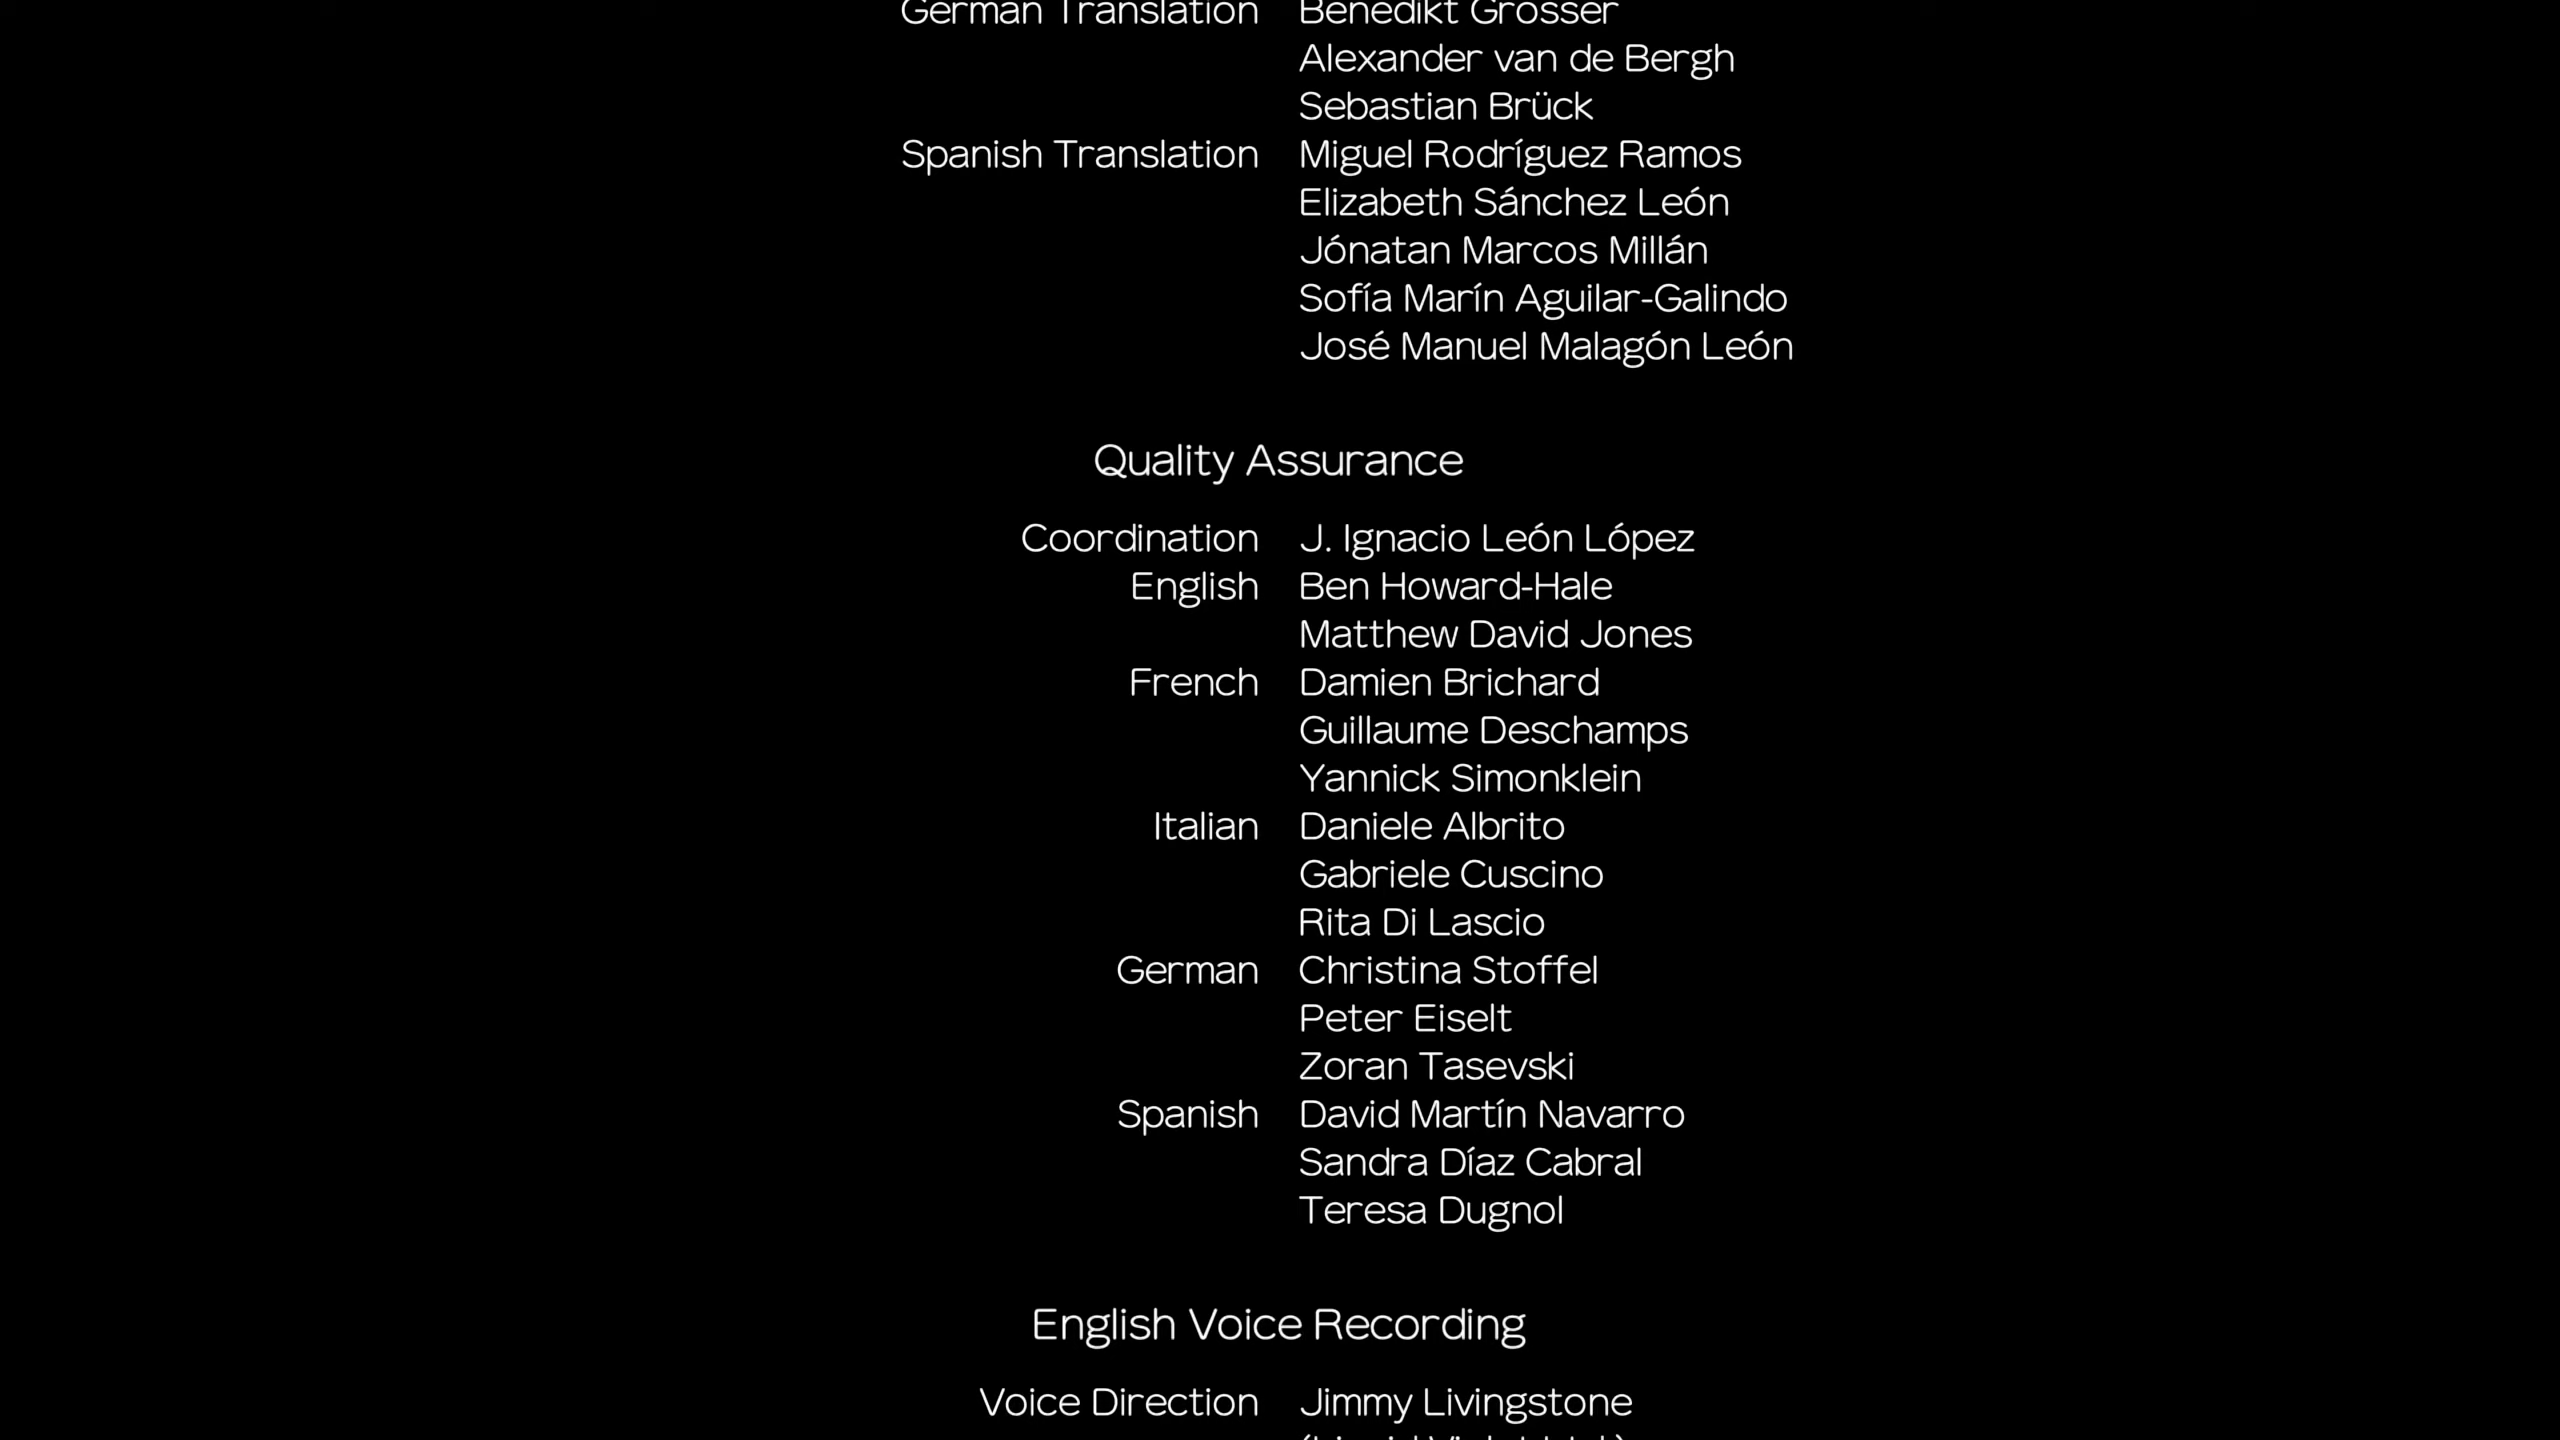 German Translation Benedikt Grosser
Alexander van de Bergh
Sebastian Brück
Spanish Translation Miguel Rodríguez Ramos
Elizabeth Sánchez León
Jónatan Marcos Millán
Sofía Marín Aguilar-Galindo
José Manuel Malagón León
Quality Assurance
Coordination J. Ignacio León López
English Ben Howard-Hale
Matthew David Jones
French Damien Brichard
Guillaume Deschamps
Yannick Simonklein
Italian Daniele Albrito
Gabriele Cuscino
Rita Di Lascio
German Christina Stoffel
Peter Eiselt
Zoran Tasevski
Spanish David Martín Navarro
Sandra Díaz Cabral
Teresa Dugnol
English Voice Recording
Voice Direction Jimmy Livingstone